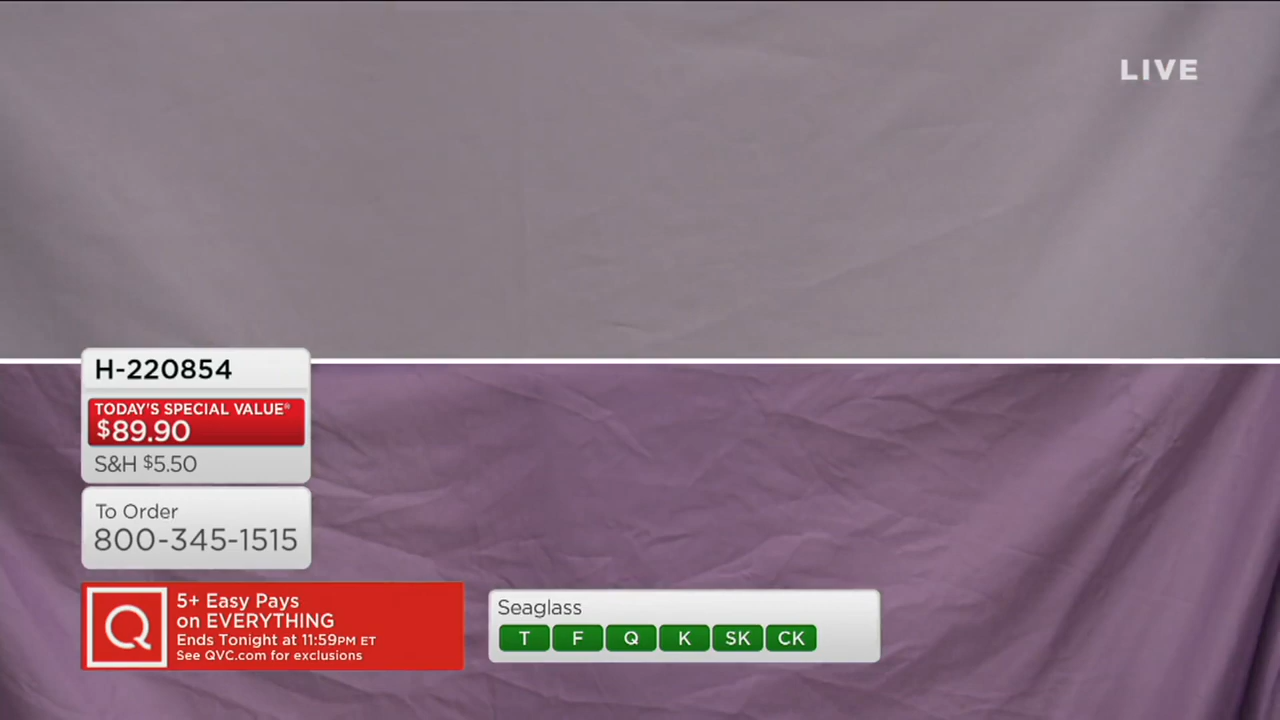 LIVE
H-220854
TODAY'S SPECIAL VALUE®
$89.90
S&H $5.50
To Order
800-345-1515
Q
5+ Easy Pays
on EVERYTHING
Ends Tonight at 11:59PM ET
See QVC.com for exclusions
Seaglass
T F Q K SK CK